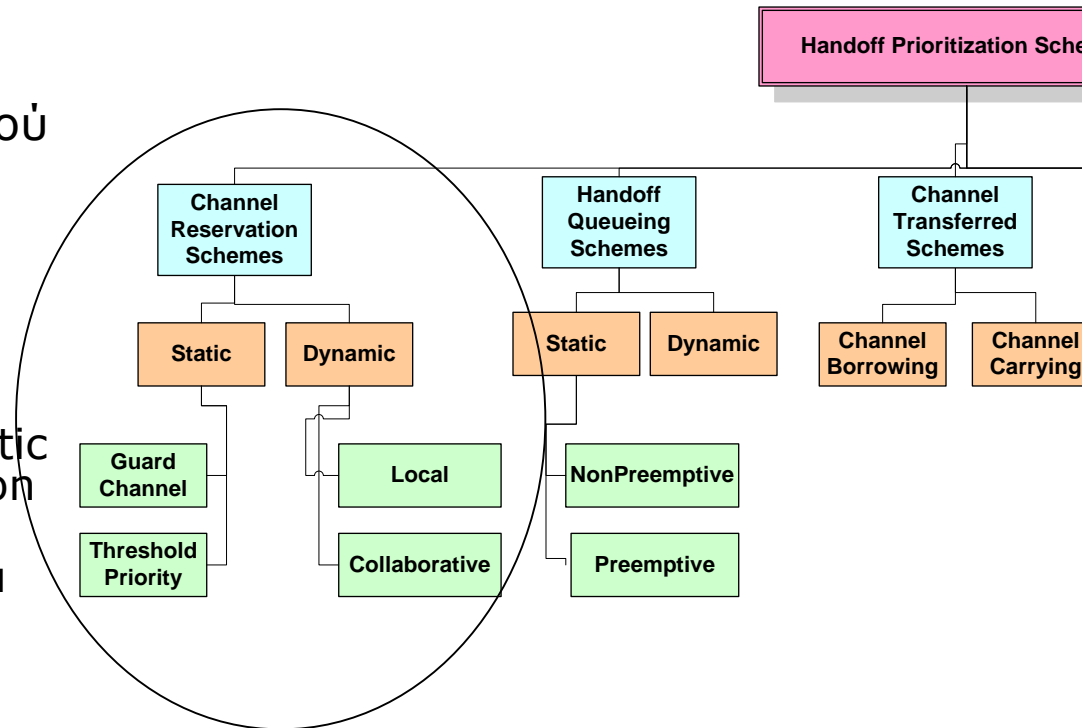 Handoff Prioritization Sche
ού
Channel
Reservation
Schemes
Handoff
Queueing
Schemes
Channel
Transferred
Schemes
Static
Dynamic
Static
Dynamic
Channel
Borrowing
Channel
Carrying
tic
on
Guard
Channel
Local
NonPreemptive
Threshold
Priority
Collaborative
Preemptive